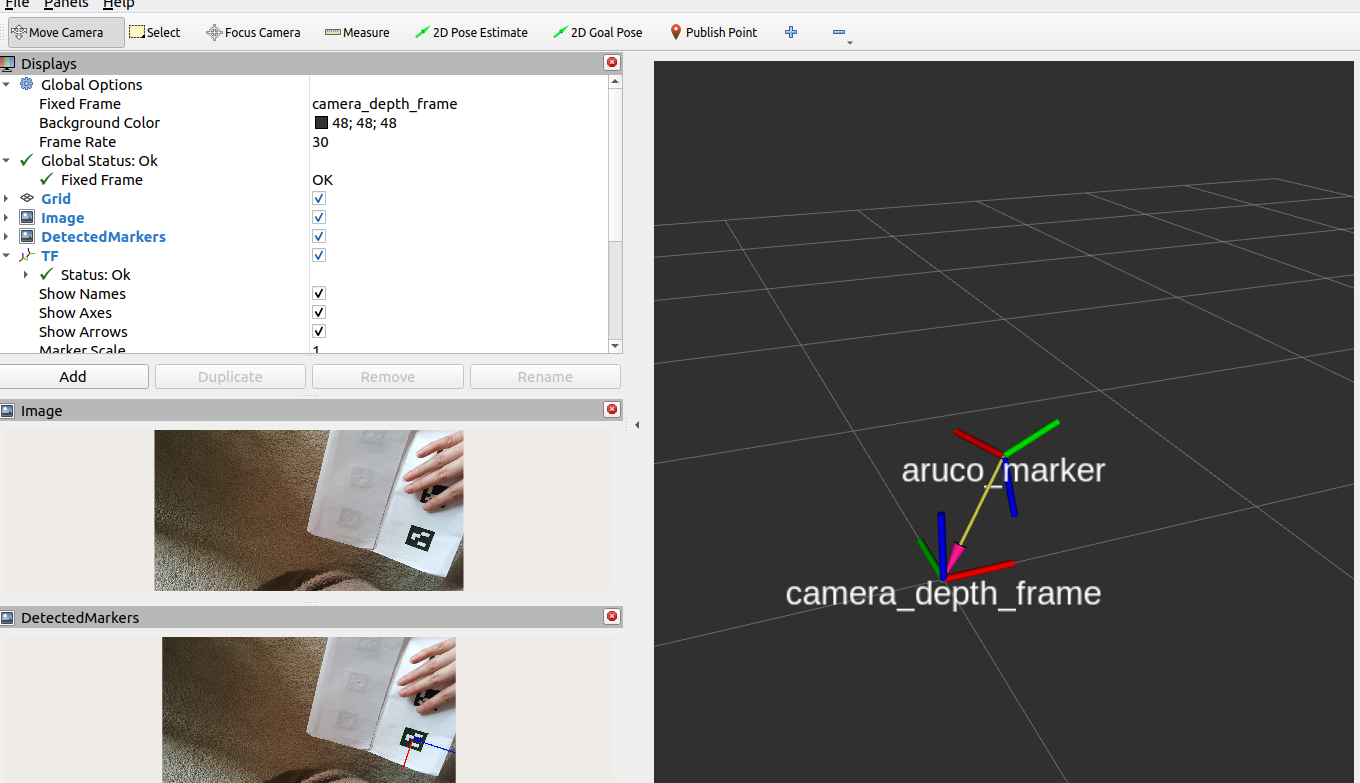 File Panels Help
Move Camera Select Focus Camera Measure 2D Pose Estimate 2D Goal Pose Publish Point
Displays
Global Options
Fixed Frame camera_depth_frame
Background Color 48; 48; 48
Frame Rate 30
Global Status: Ok
Fixed Frame OK
Grid
Image
DetectedMarkers
TF
Status: Ok
Show Names
Show Axes
Show Arrows
Marker Scale 1
Add Duplicate Remove Rename
Image
DetectedMarkers
aruco_marker
camera_depth_frame